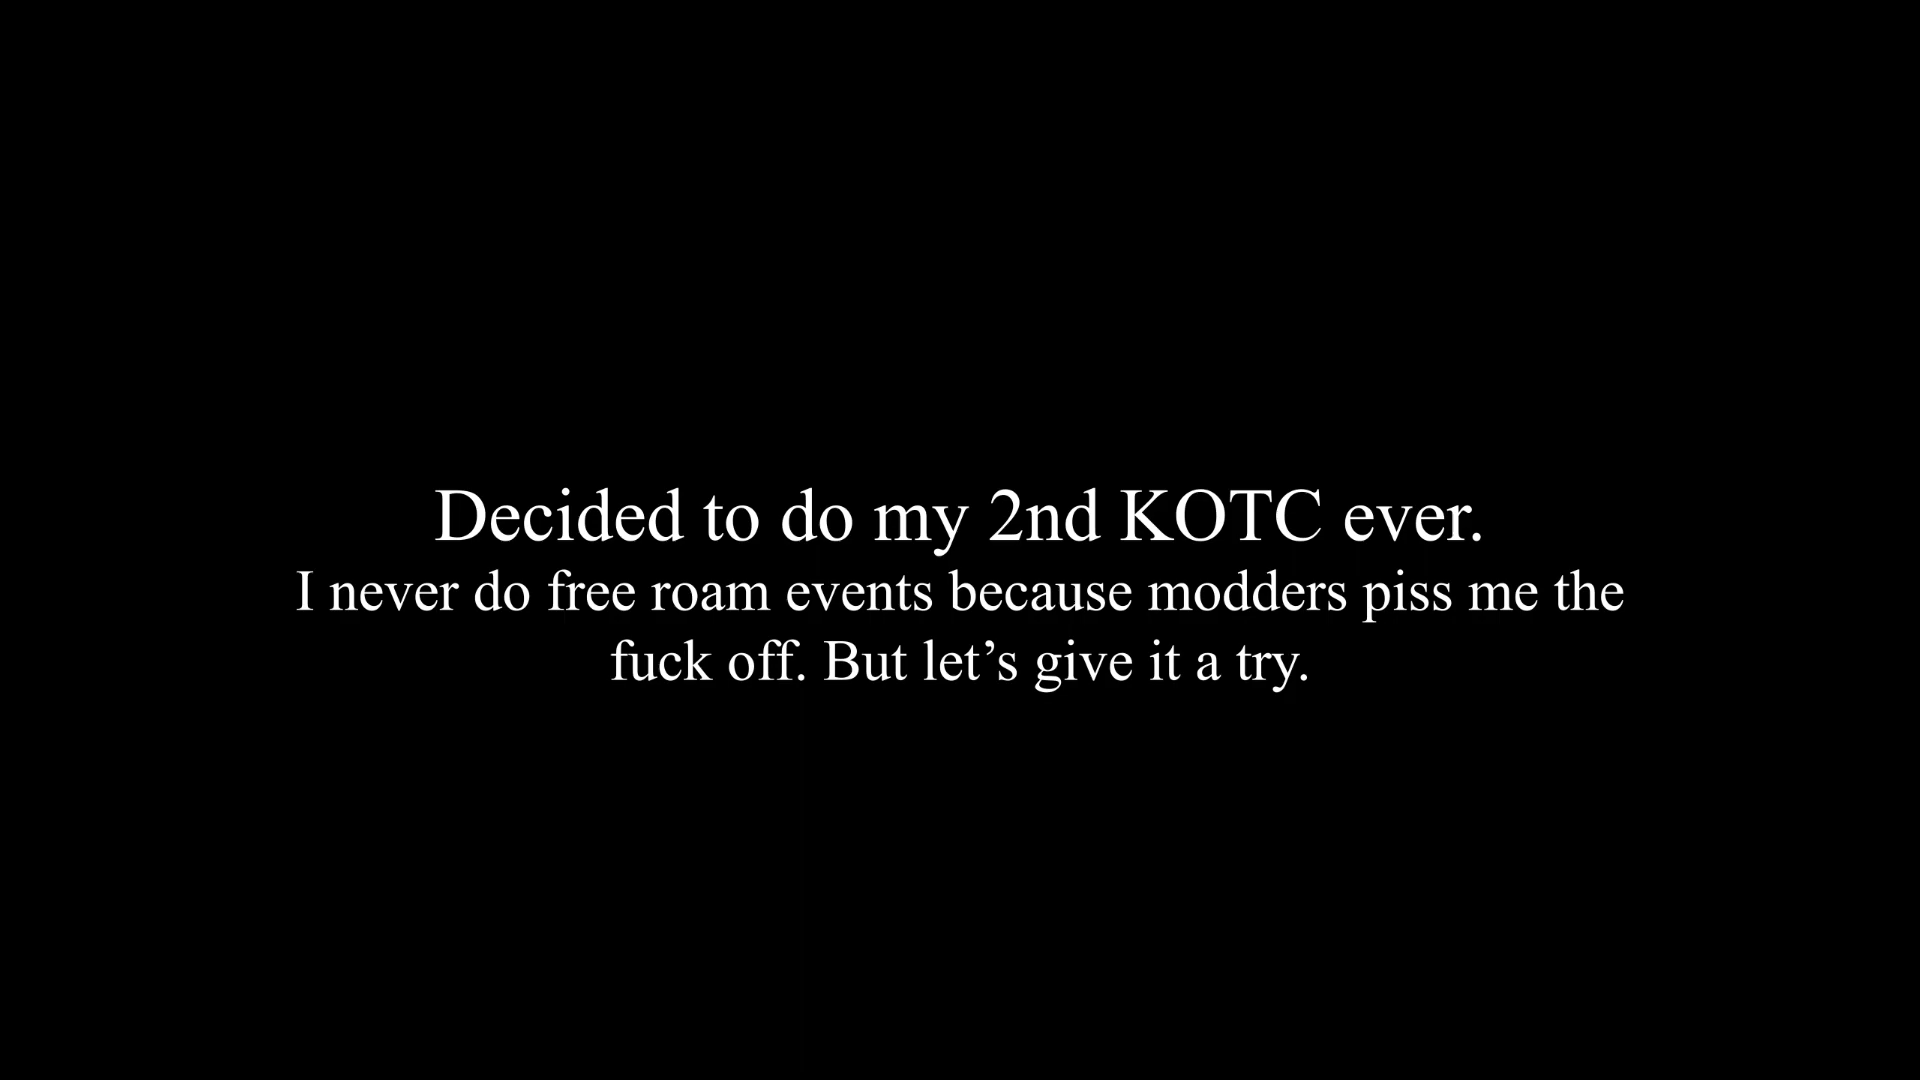 Decided to do my 2nd KOTC ever.
I never do free roam events because modders piss me the
fuck off. But let’s give it a try.